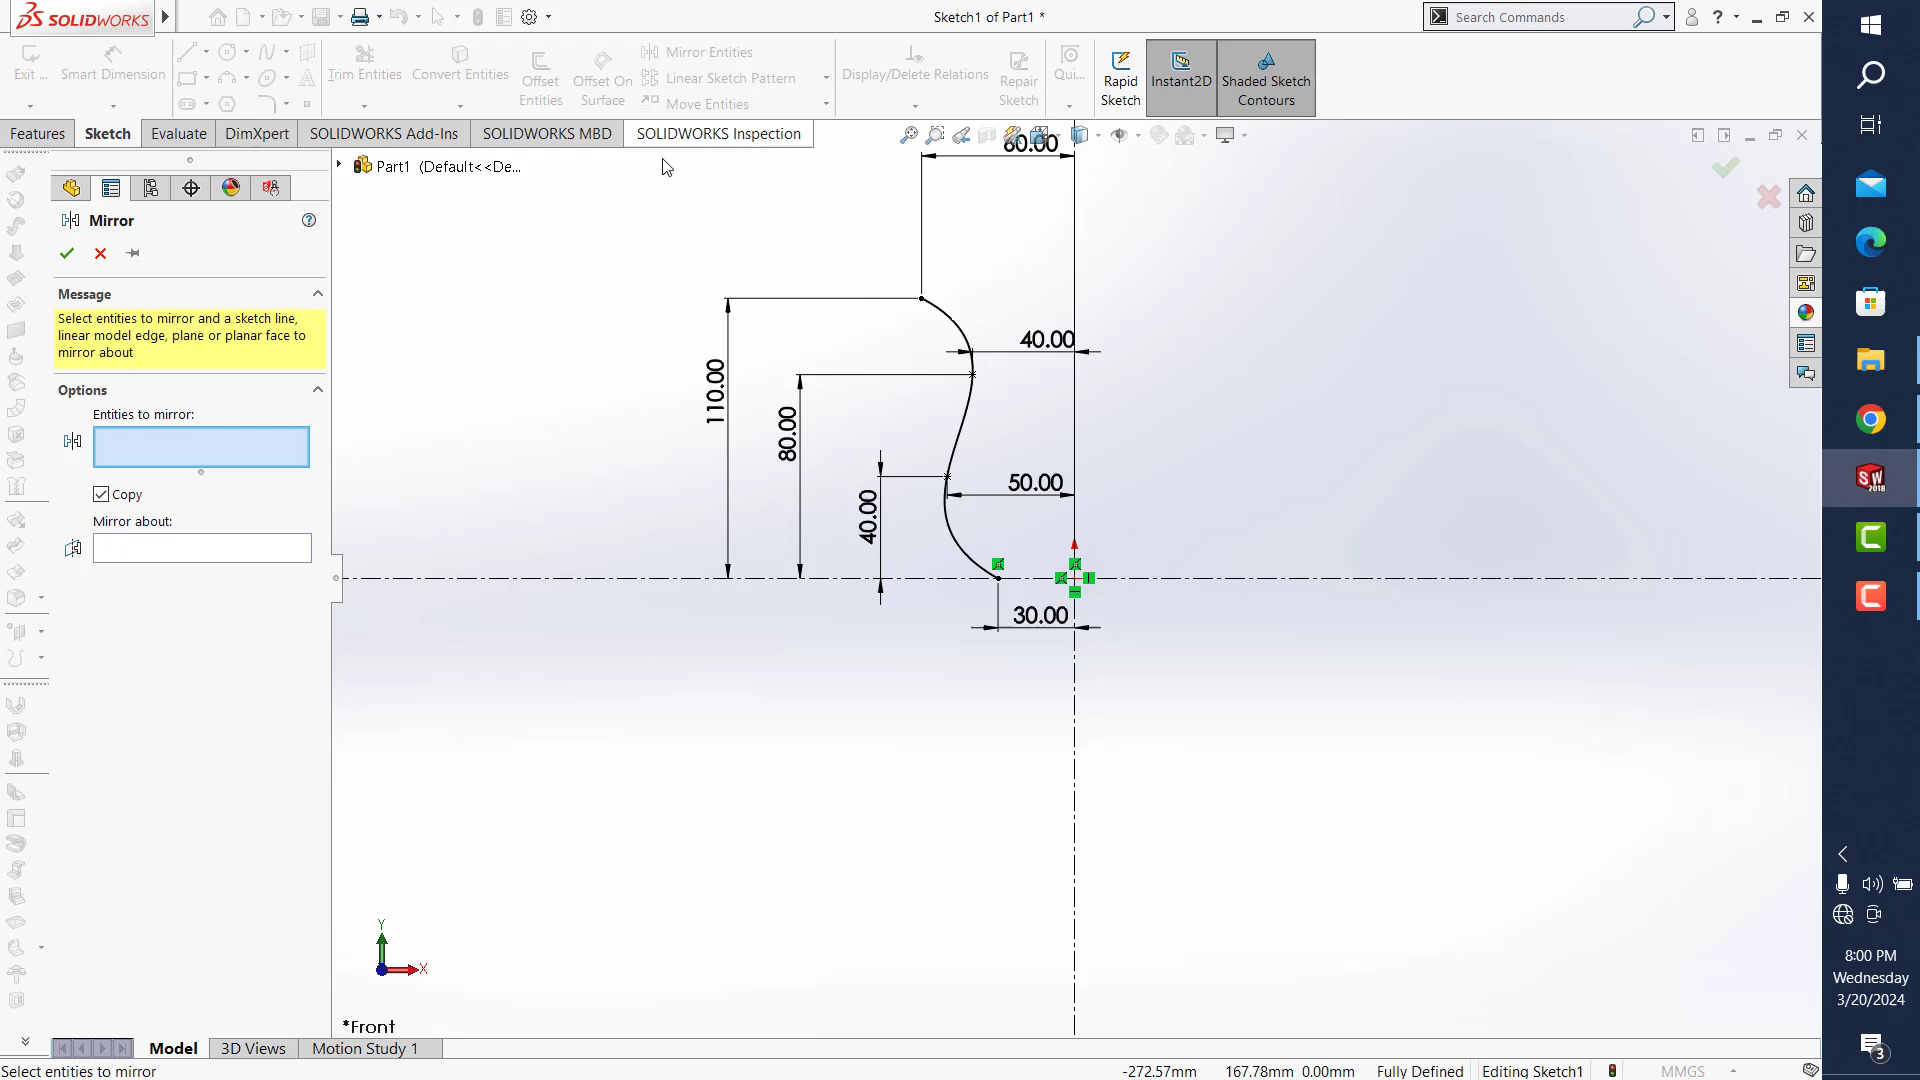 SOLIDWORKS
Sketch1 of Part1 *
Search Commands
Exit ...
Smart Dimension
Trim Entities
Convert Entities
Offset Entities
Offset On Surface
Mirror Entities
Linear Sketch Pattern
Move Entities
Display/Delete Relations
Repair Sketch
Qui...
Rapid Sketch
Instant2D
Shaded Sketch Contours
Features
Sketch
Evaluate
DimXpert
SOLIDWORKS Add-Ins
SOLIDWORKS MBD
SOLIDWORKS Inspection
Part1 (Default<<De...
Mirror
Message
Select entities to mirror and a sketch line,
linear model edge, plane or planar face to
mirror about
Options
Entities to mirror:
Copy
Mirror about:
60.00
40.00
110.00
80.00
40.00
50.00
30.00
Y
X
*Front
Model
3D Views
Motion Study 1
Select entities to mirror
-272.57mm
167.78mm
0.00mm
Fully Defined
Editing Sketch1
MMGS
SW
2018
8:00 PM
Wednesday
3/20/2024
3